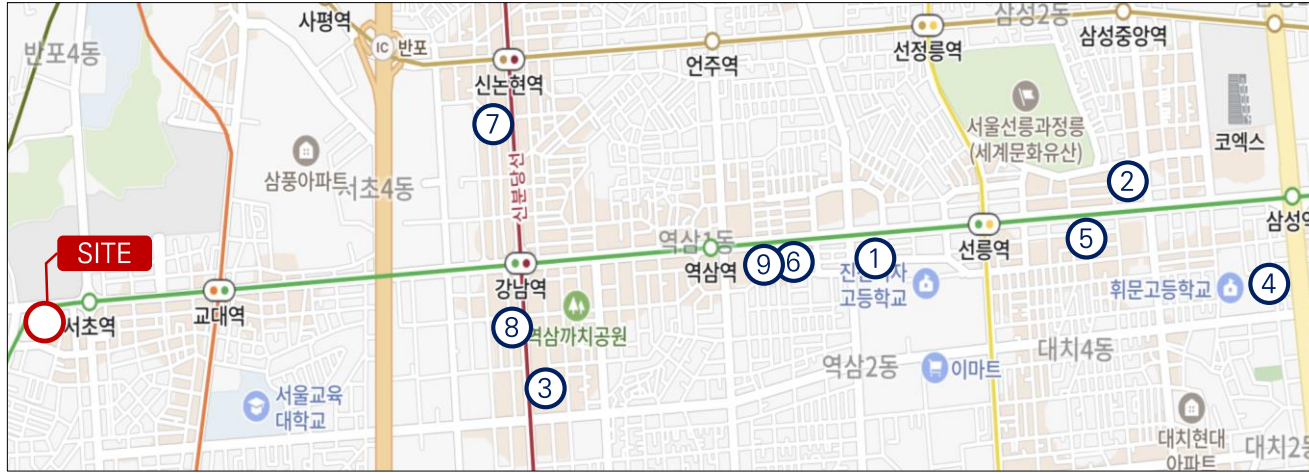 사평역
삼성2동
반포4동
IC 반포
신논현역
언주역
선정릉역
삼성중앙역
7
서울선릉과정릉
(세계문화유산)
코엑스
삼풍아파트
서초4동
신분당선
2
SITE
역삼1동
역삼역
9
6
1
선릉역
5
삼성역
서초역
교대역
강남역
고등학교
휘문고등학교
4
8
역삼까치공원
3
역삼2동
이마트
대치4동
서울교육
대학교
대치현대
아파트
대치2동